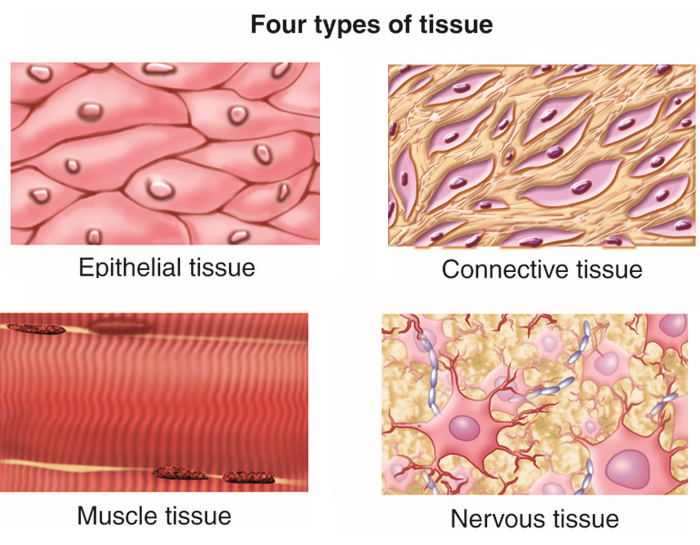 Four types of tissue
Epithelial tissue
Connective tissue
Muscle tissue
Nervous tissue